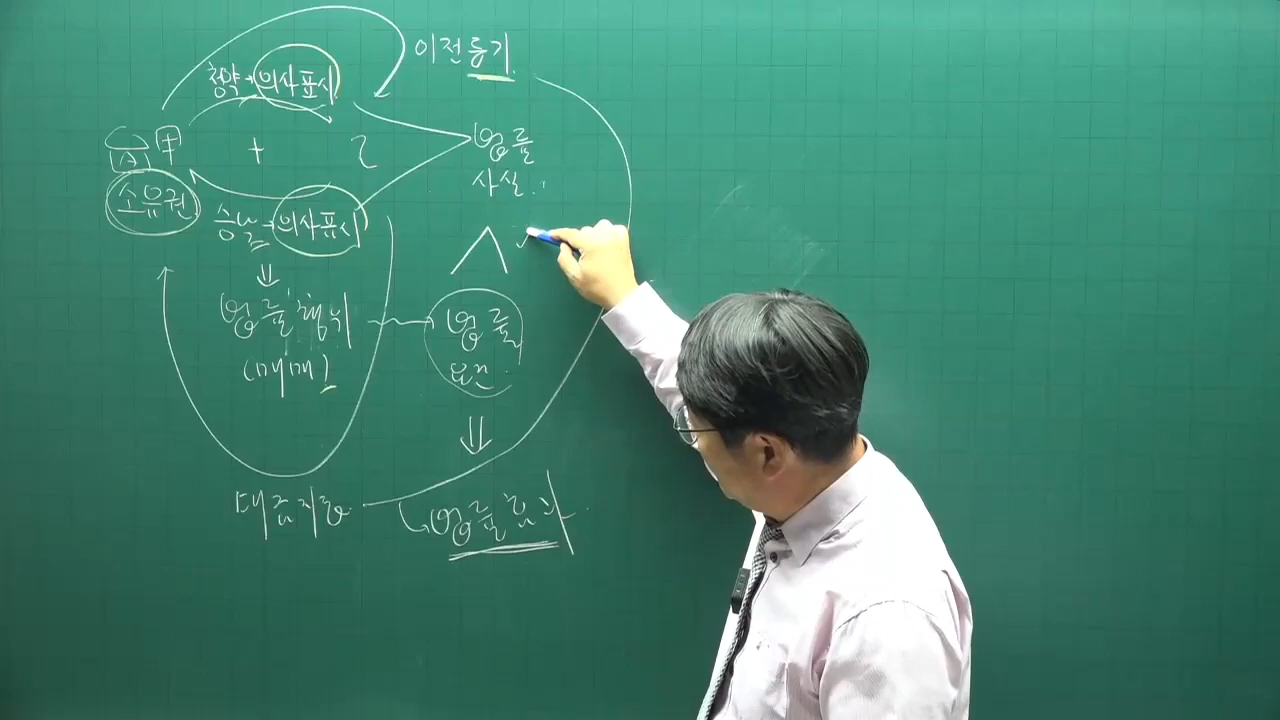 이전등기
청약→의사표시
甲 + 乙
법률
사실
소유권
승낙→의사표시
법률행위
(매매)
법률
요건
대금지급
법률효과